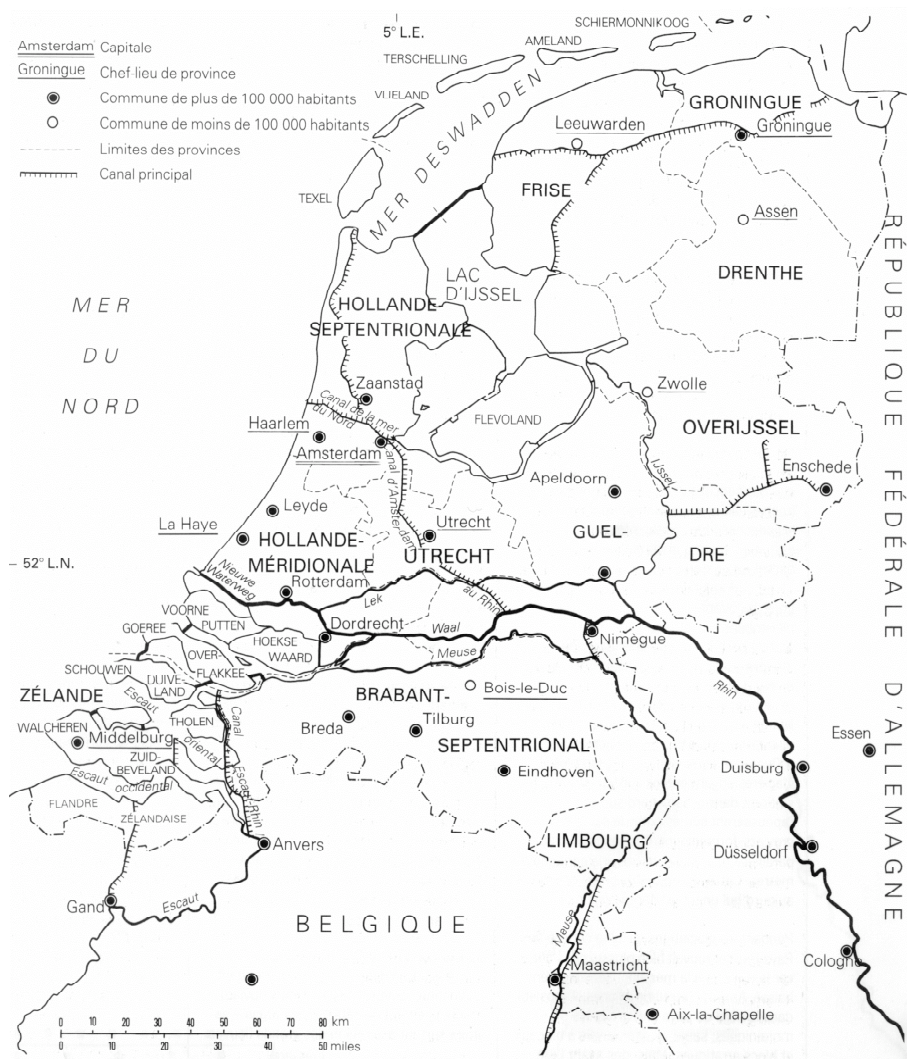 5° L.E.
SCHIERMONNIKOOG
AMELAND
TERSCHELLING
VLIELAND
TEXEL
Amsterdam Capitale
Groningue Chef-lieu de province
Commune de plus de 100 000 habitants
Commune de moins de 100 000 habitants
Limites des provinces
Canal principal
MER DESWADDEN
GRONINGUE
Groningue
Leeuwarden
FRISE
Assen
DRENTHE
RÉPUBLIQUE FÉDÉRALE D'ALLEMAGNE
LAC
D'IJSSEL
MER
DU
NORD
HOLLANDE-
SEPTENTRIONALE
Zaanstad
Canal de la mer
du Nord
Haarlem
Amsterdam
FLEVOLAND
Zwolle
OVERIJSSEL
IJssel
Enschede
Apeldoorn
Canal d'Amsterdam
au Rhin
Leyde
La Haye
Utrecht
UTRECHT
HOLLANDE-
MÉRIDIONALE
GUEL-
DRE
52° L.N.
Nieuwe
Waterweg
Rotterdam
Lek
Waal
Meuse
Dordrecht
Nimègue
Rhin
VOORNE
PUTTEN
GOEREE
OVER-
FLAKKEE
HOEKSE
WAARD
SCHOUWEN
DUIVE-
LAND
ZÉLANDE
Escaut
oriental
THOLEN
WALCHEREN
Middelburg
ZUID
BEVELAND
Escaut
occidental
Canal Escaut-Rhin
FLANDRE
ZÉLANDAISE
BRABANT-
SEPTENTRIONAL
Bois-le-Duc
Breda
Tilburg
Eindhoven
Essen
Duisburg
LIMBOURG
Düsseldorf
Anvers
Gand
Escaut
BELGIQUE
Meuse
Maastricht
Cologne
Aix-la-Chapelle
0 10 20 30 40 50 60 70 80 km
0 10 20 30 40 50 miles